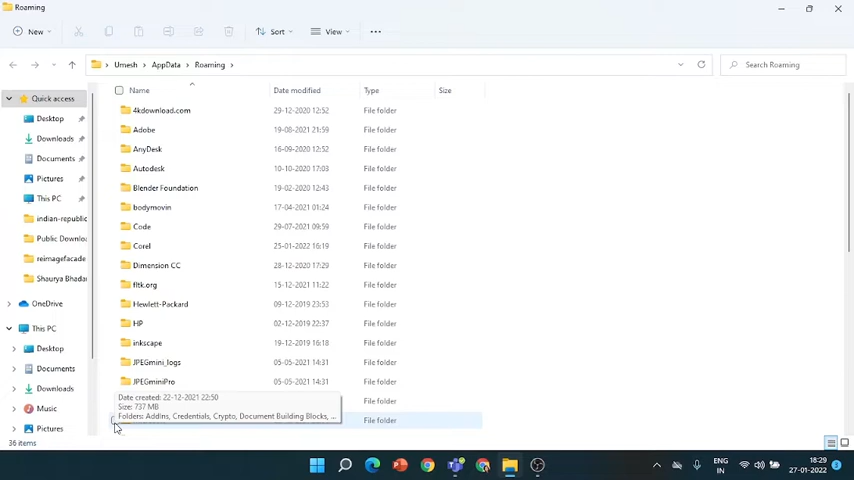 Roaming
New
Sort
View
Umesh > AppData > Roaming >
Search Roaming
Name
Date modified
Type
Size
Quick access
Desktop
Downloads
Documents
Pictures
This PC
indian-republic
Public Downlo
reimagefacade
Shaurya Bhadar
OneDrive
This PC
Desktop
Documents
Downloads
Music
Pictures
4kdownload.com 29-12-2020 12:52 File folder
Adobe 19-08-2021 21:59 File folder
AnyDesk 16-09-2020 12:52 File folder
Autodesk 10-10-2020 17:03 File folder
Blender Foundation 19-02-2020 12:43 File folder
bodymovin 17-04-2021 01:24 File folder
Code 29-07-2021 09:59 File folder
Corel 25-01-2022 16:19 File folder
Dimension CC 28-12-2020 17:29 File folder
fltk.org 15-12-2021 11:22 File folder
Hewlett-Packard 09-12-2019 23:53 File folder
HP 02-12-2019 22:37 File folder
inkscape 19-12-2019 16:18 File folder
JPEGmini_logs 05-05-2021 14:31 File folder
JPEGminiPro 05-05-2021 14:31 File folder
File folder
File folder
Date created: 22-12-2021 22:50
Size: 737 MB
Folders: AddIns, Credentials, Crypto, Document Building Blocks, ...
36 items
ENG
IN
18:29
27-01-2022
3